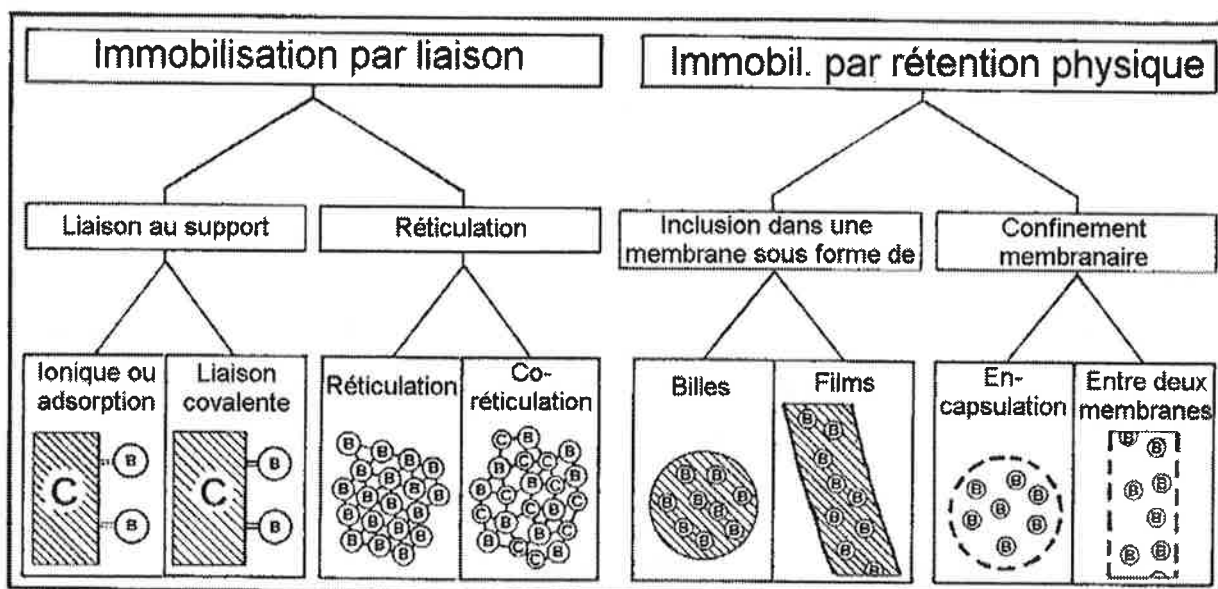 Immobilisation par liaison
Immobil. par rétention physique
Liaison au support
Réticulation
Inclusion dans une
membrane sous forme de
Confinement
membranaire
Ionique ou
adsorption
Liaison
covalente
Réticulation
Co-
réticulation
Billes
Films
En-
capsulation
Entre deux
membranes
C B B
C B B
B B B B B B B B B B B B B B B B B B B